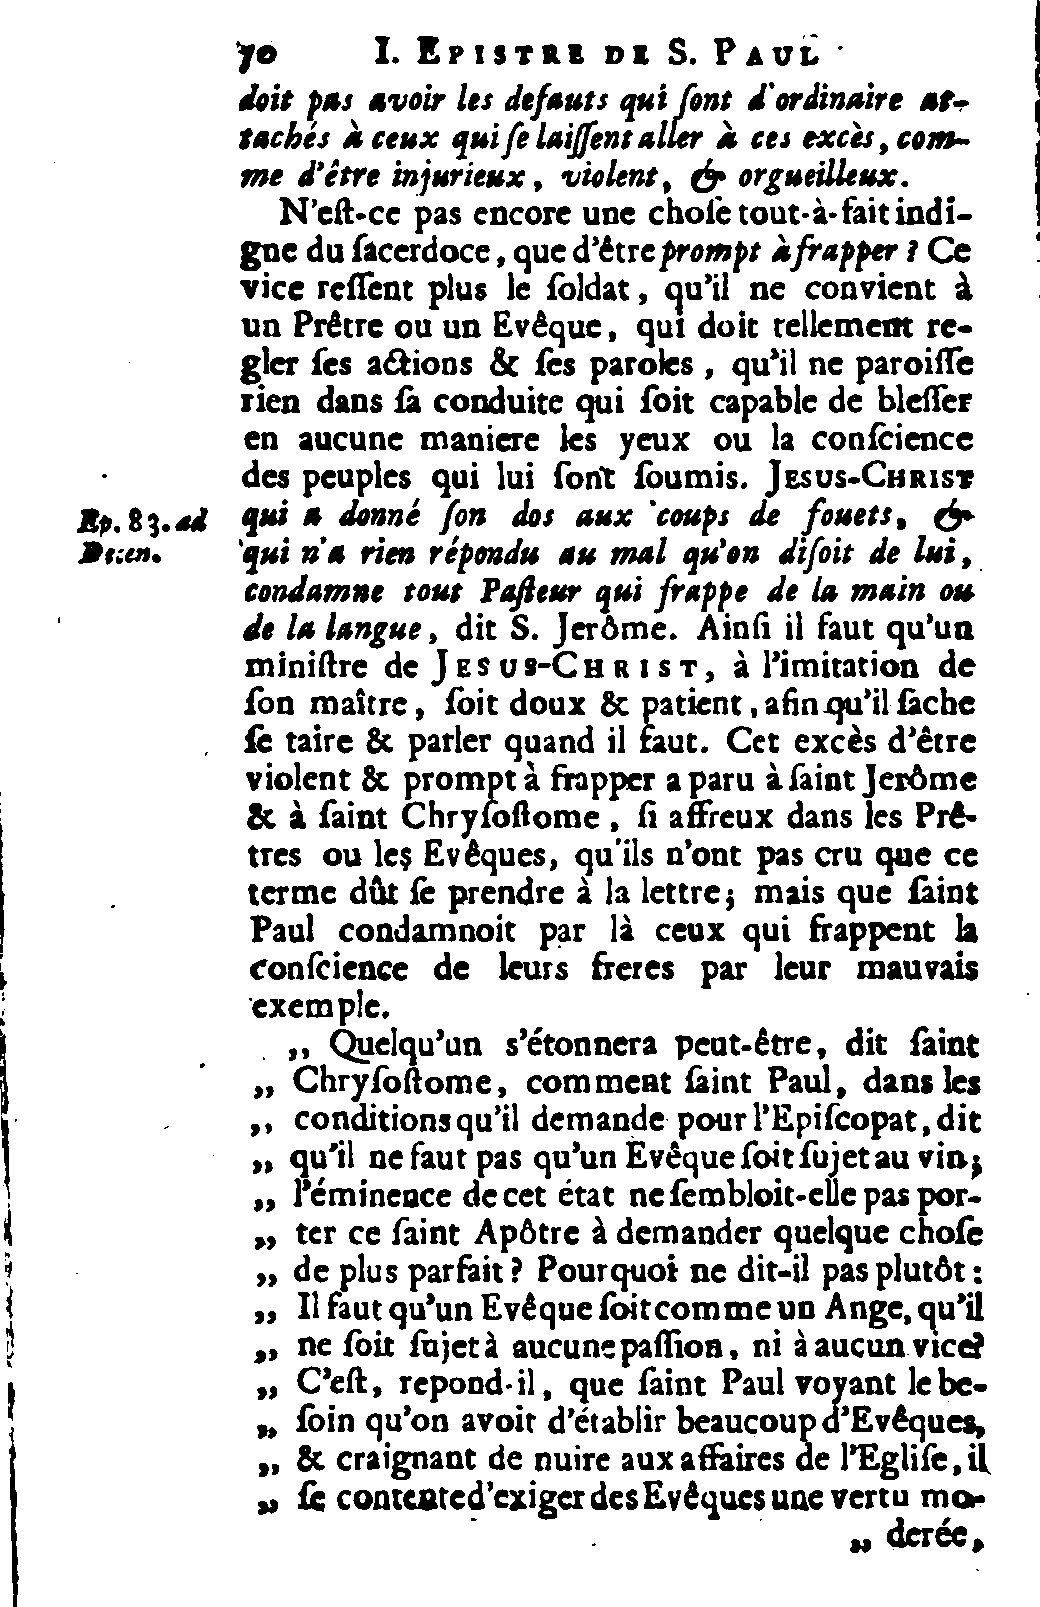 70 I. EPISTRE DE S. PAUL
doit pas avoir les defauts qui ſont d'ordinaire at-
tachés à ceux qui ſe laiſſent aller à ces excès, com-
me d'être injurieux, violent, & orgueilleux.
N'eſt-ce pas encore une choſe tout-à-fait indi-
gne du ſacerdoce, que d'être prompt à frapper ? Ce
vice reſſent plus le ſoldat, qu'il ne convient à
un Prêtre ou un Evêque, qui doit tellement re-
gler ſes actions & ſes paroles, qu'il ne paroiſſe
rien dans ſa conduite qui ſoit capable de bleſſer
en aucune maniere les yeux ou la conſcience
des peuples qui lui ſont ſoumis. JESUS-CHRIST
Ep. 83. ad
qui a donné ſon dos aux coups de fouets, &
qui n'a rien répondu au mal qu'on diſoit de lui,
condamne tout Paſteur qui frappe de la main ou
de la langue, dit S. Jerôme. Ainſi il faut qu'un
miniſtre de JESUS-CHRIST, à l'imitation de
ſon maître, ſoit doux & patient, afin qu'il ſache
ſe taire & parler quand il faut. Cet excès d'être
violent & prompt à frapper a paru à ſaint Jerôme
& à ſaint Chryſoſtome, ſi affreux dans les Prê-
tres ou les Evêques, qu'ils n'ont pas cru que ce
terme dût ſe prendre à la lettre; mais que ſaint
Paul condamnoit par là ceux qui frappent la
conſcience de leurs freres par leur mauvais
exemple.
„ Quelqu'un s'étonnera peut-être, dit ſaint
„ Chryſoſtome, comment ſaint Paul, dans les
„ conditions qu'il demande pour l'Epiſcopat, dit
„ qu'il ne faut pas qu'un Evêque ſoit ſujet au vin;
„ l'éminence de cet état ne ſembloit-elle pas por-
„ ter ce ſaint Apôtre à demander quelque choſe
„ de plus parfait ? Pourquoi ne dit-il pas plutôt :
„ Il faut qu'un Evêque ſoit comme un Ange, qu'il
„ ne ſoit ſujet à aucune paſſion, ni à aucun vice?
„ C'eſt, repond-il, que ſaint Paul voyant le be-
„ ſoin qu'on avoit d'établir beaucoup d'Evêques,
„ & craignant de nuire aux affaires de l'Egliſe, il
„ ſe contente d'exiger des Evêques une vertu mo-
„ derée,